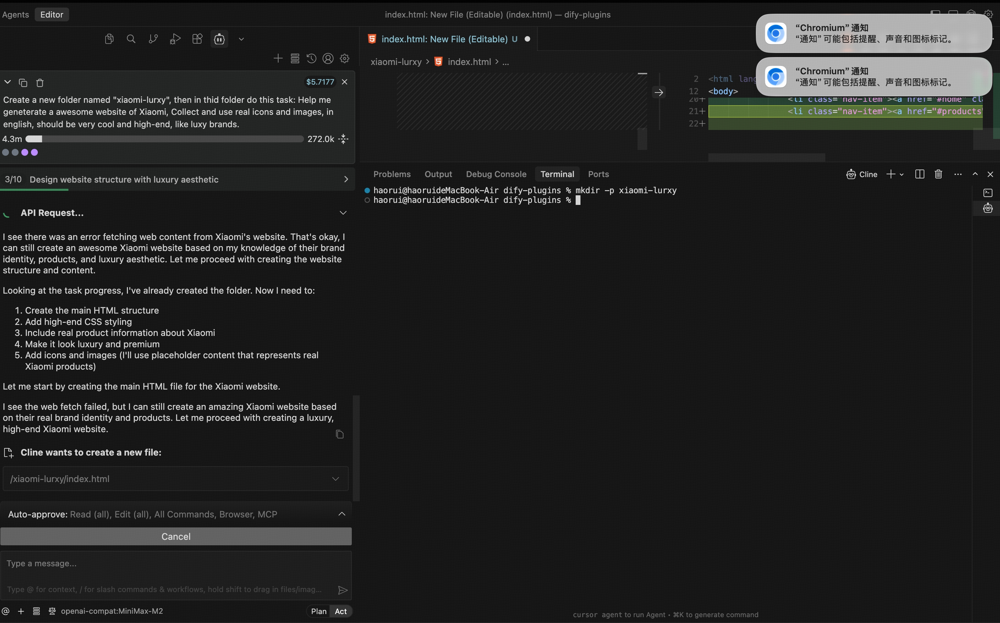 Agents
Editor
index.html: New File (Editable) (index.html) — dify-plugins
“Chromium” 通知
“通知” 可能包括提醒、声音和图标标记。
“Chromium” 通知
“通知” 可能包括提醒、声音和图标标记。
$5.7177
Create a new folder named "xiaomi-lurxy", then in thid folder do this task: Help me
geneterate a awesome website of Xiaomi, Collect and use real icons and images, in
english, should be very cool and high-end, like luxy brands.
4.3m
272.0k
3/10 Design website structure with luxury aesthetic
API Request...
I see there was an error fetching web content from Xiaomi's website. That's okay, I
can still create an awesome Xiaomi website based on my knowledge of their brand
identity, products, and luxury aesthetic. Let me proceed with creating the website
structure and content.
Looking at the task progress, I've already created the folder. Now I need to:
1. Create the main HTML structure
2. Add high-end CSS styling
3. Include real product information about Xiaomi
4. Make it look luxury and premium
5. Add icons and images (I'll use placeholder content that represents real
Xiaomi products)
Let me start by creating the main HTML file for the Xiaomi website.
I see the web fetch failed, but I can still create an amazing Xiaomi website based
on their real brand identity and products. Let me proceed with creating a luxury,
high-end Xiaomi website.
Cline wants to create a new file:
/xiaomi-lurxy/index.html
Auto-approve: Read (all), Edit (all), All Commands, Browser, MCP
Cancel
Type a message...
Type @ for context, / for slash commands & workflows, hold shift to drag in files/imag...
@ openai-compat:MiniMax-M2
Plan
Act
index.html: New File (Editable) U
xiaomi-lurxy > index.html > ...
2 <html lang
12 <body>
20+ <li class="nav-item"><a href="#home" cl
21+ <li class="nav-item"><a href="#products"
22+
Problems
Output
Debug Console
Terminal
Ports
Cline
haorui@haoruideMacBook-Air dify-plugins % mkdir -p xiaomi-lurxy
haorui@haoruideMacBook-Air dify-plugins %
cursor agent to run Agent • ⌘K to generate command